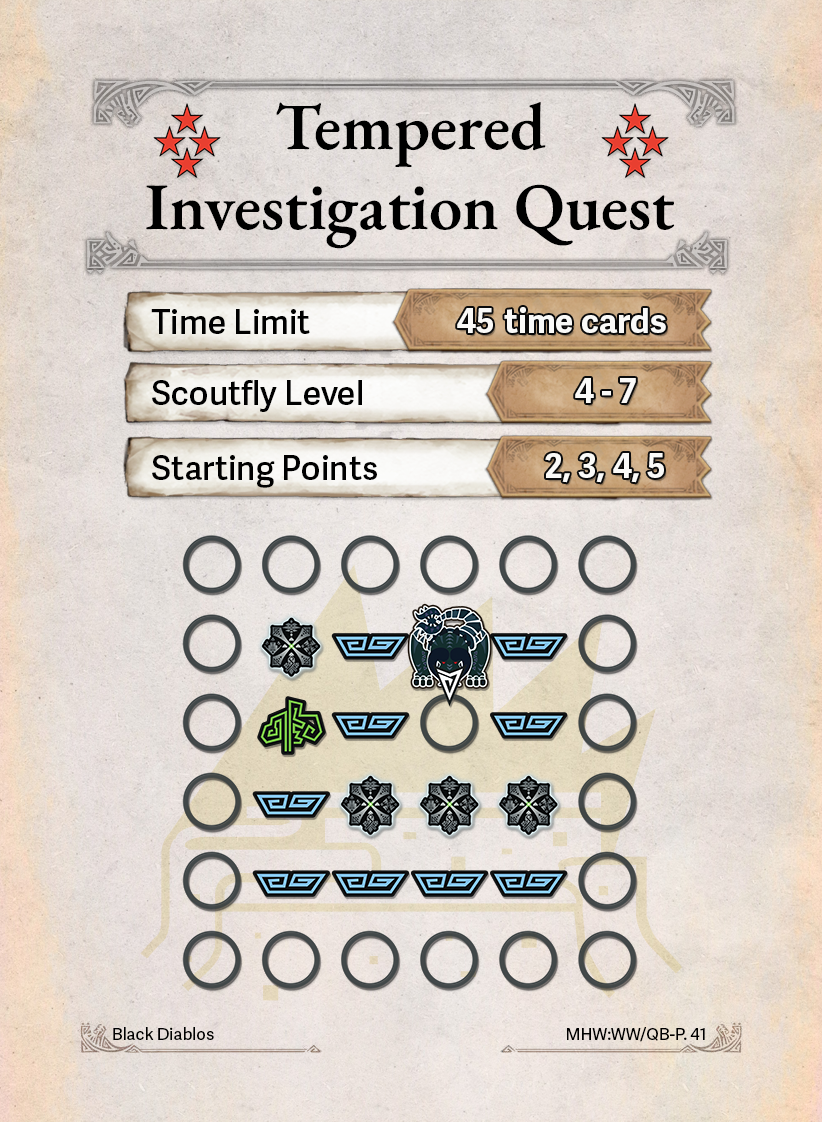 Tempered
Investigation Quest
Time Limit
45 time cards
Scoutfly Level
4 - 7
Starting Points
2, 3, 4, 5
Black Diablos
MHW:WW/QB-P. 41